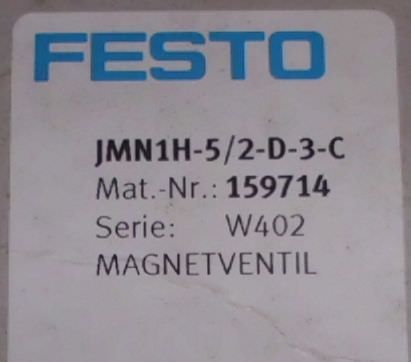 FESTO
JMN1H-5/2-D-3-C
Mat.-Nr.: 159714
Serie: W402
MAGNETVENTIL